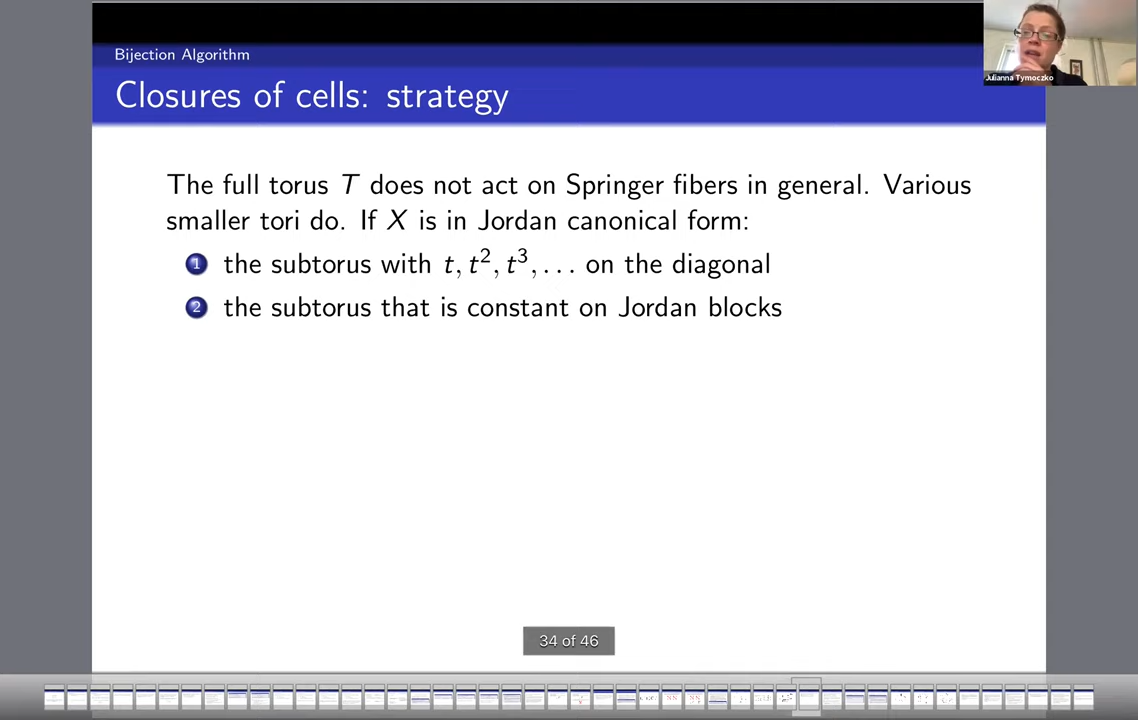 Bijection Algorithm
Closures of cells: strategy
Julianna Tymoczko
The full torus T does not act on Springer fibers in general. Various
smaller tori do. If X is in Jordan canonical form:
1 the subtorus with t, t², t³, ... on the diagonal
2 the subtorus that is constant on Jordan blocks
34 of 46